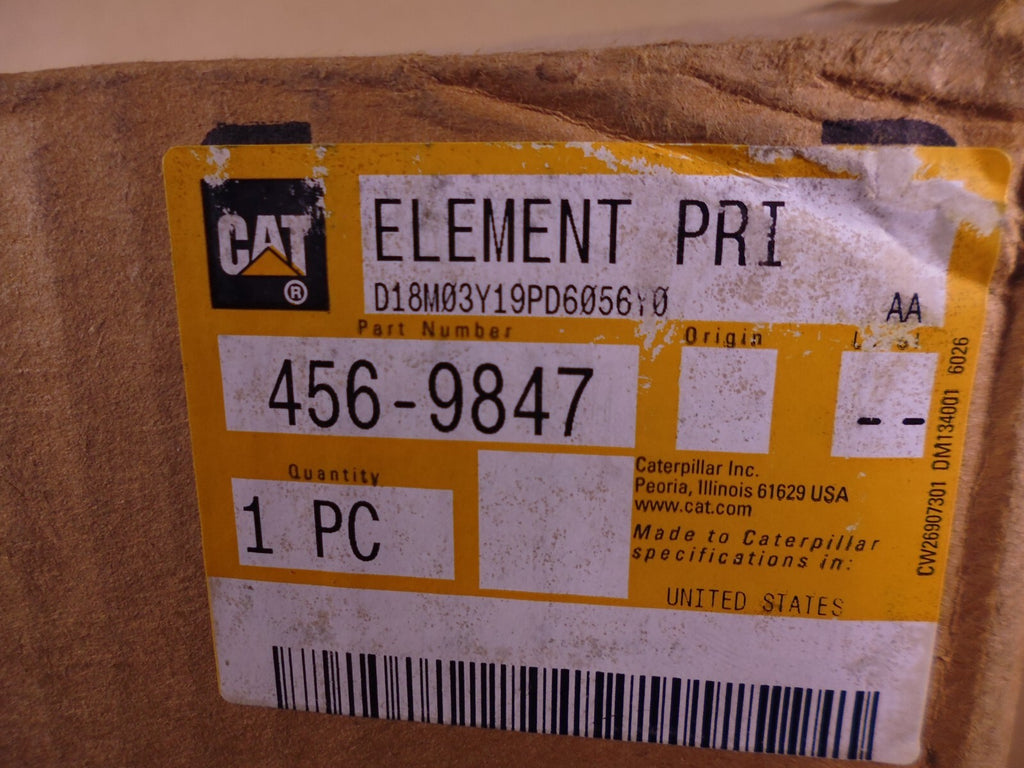 CAT
®
ELEMENT PRI
D18MØ3Y19PD6Ø56YØ
AA
Part Number
Origin
456-9847
--
Quantity
1 PC
Caterpillar Inc.
Peoria, Illinois 61629 USA
www.cat.com
Made to Caterpillar
specifications in:
UNITED STATES
CW26907301 DM134001 6026